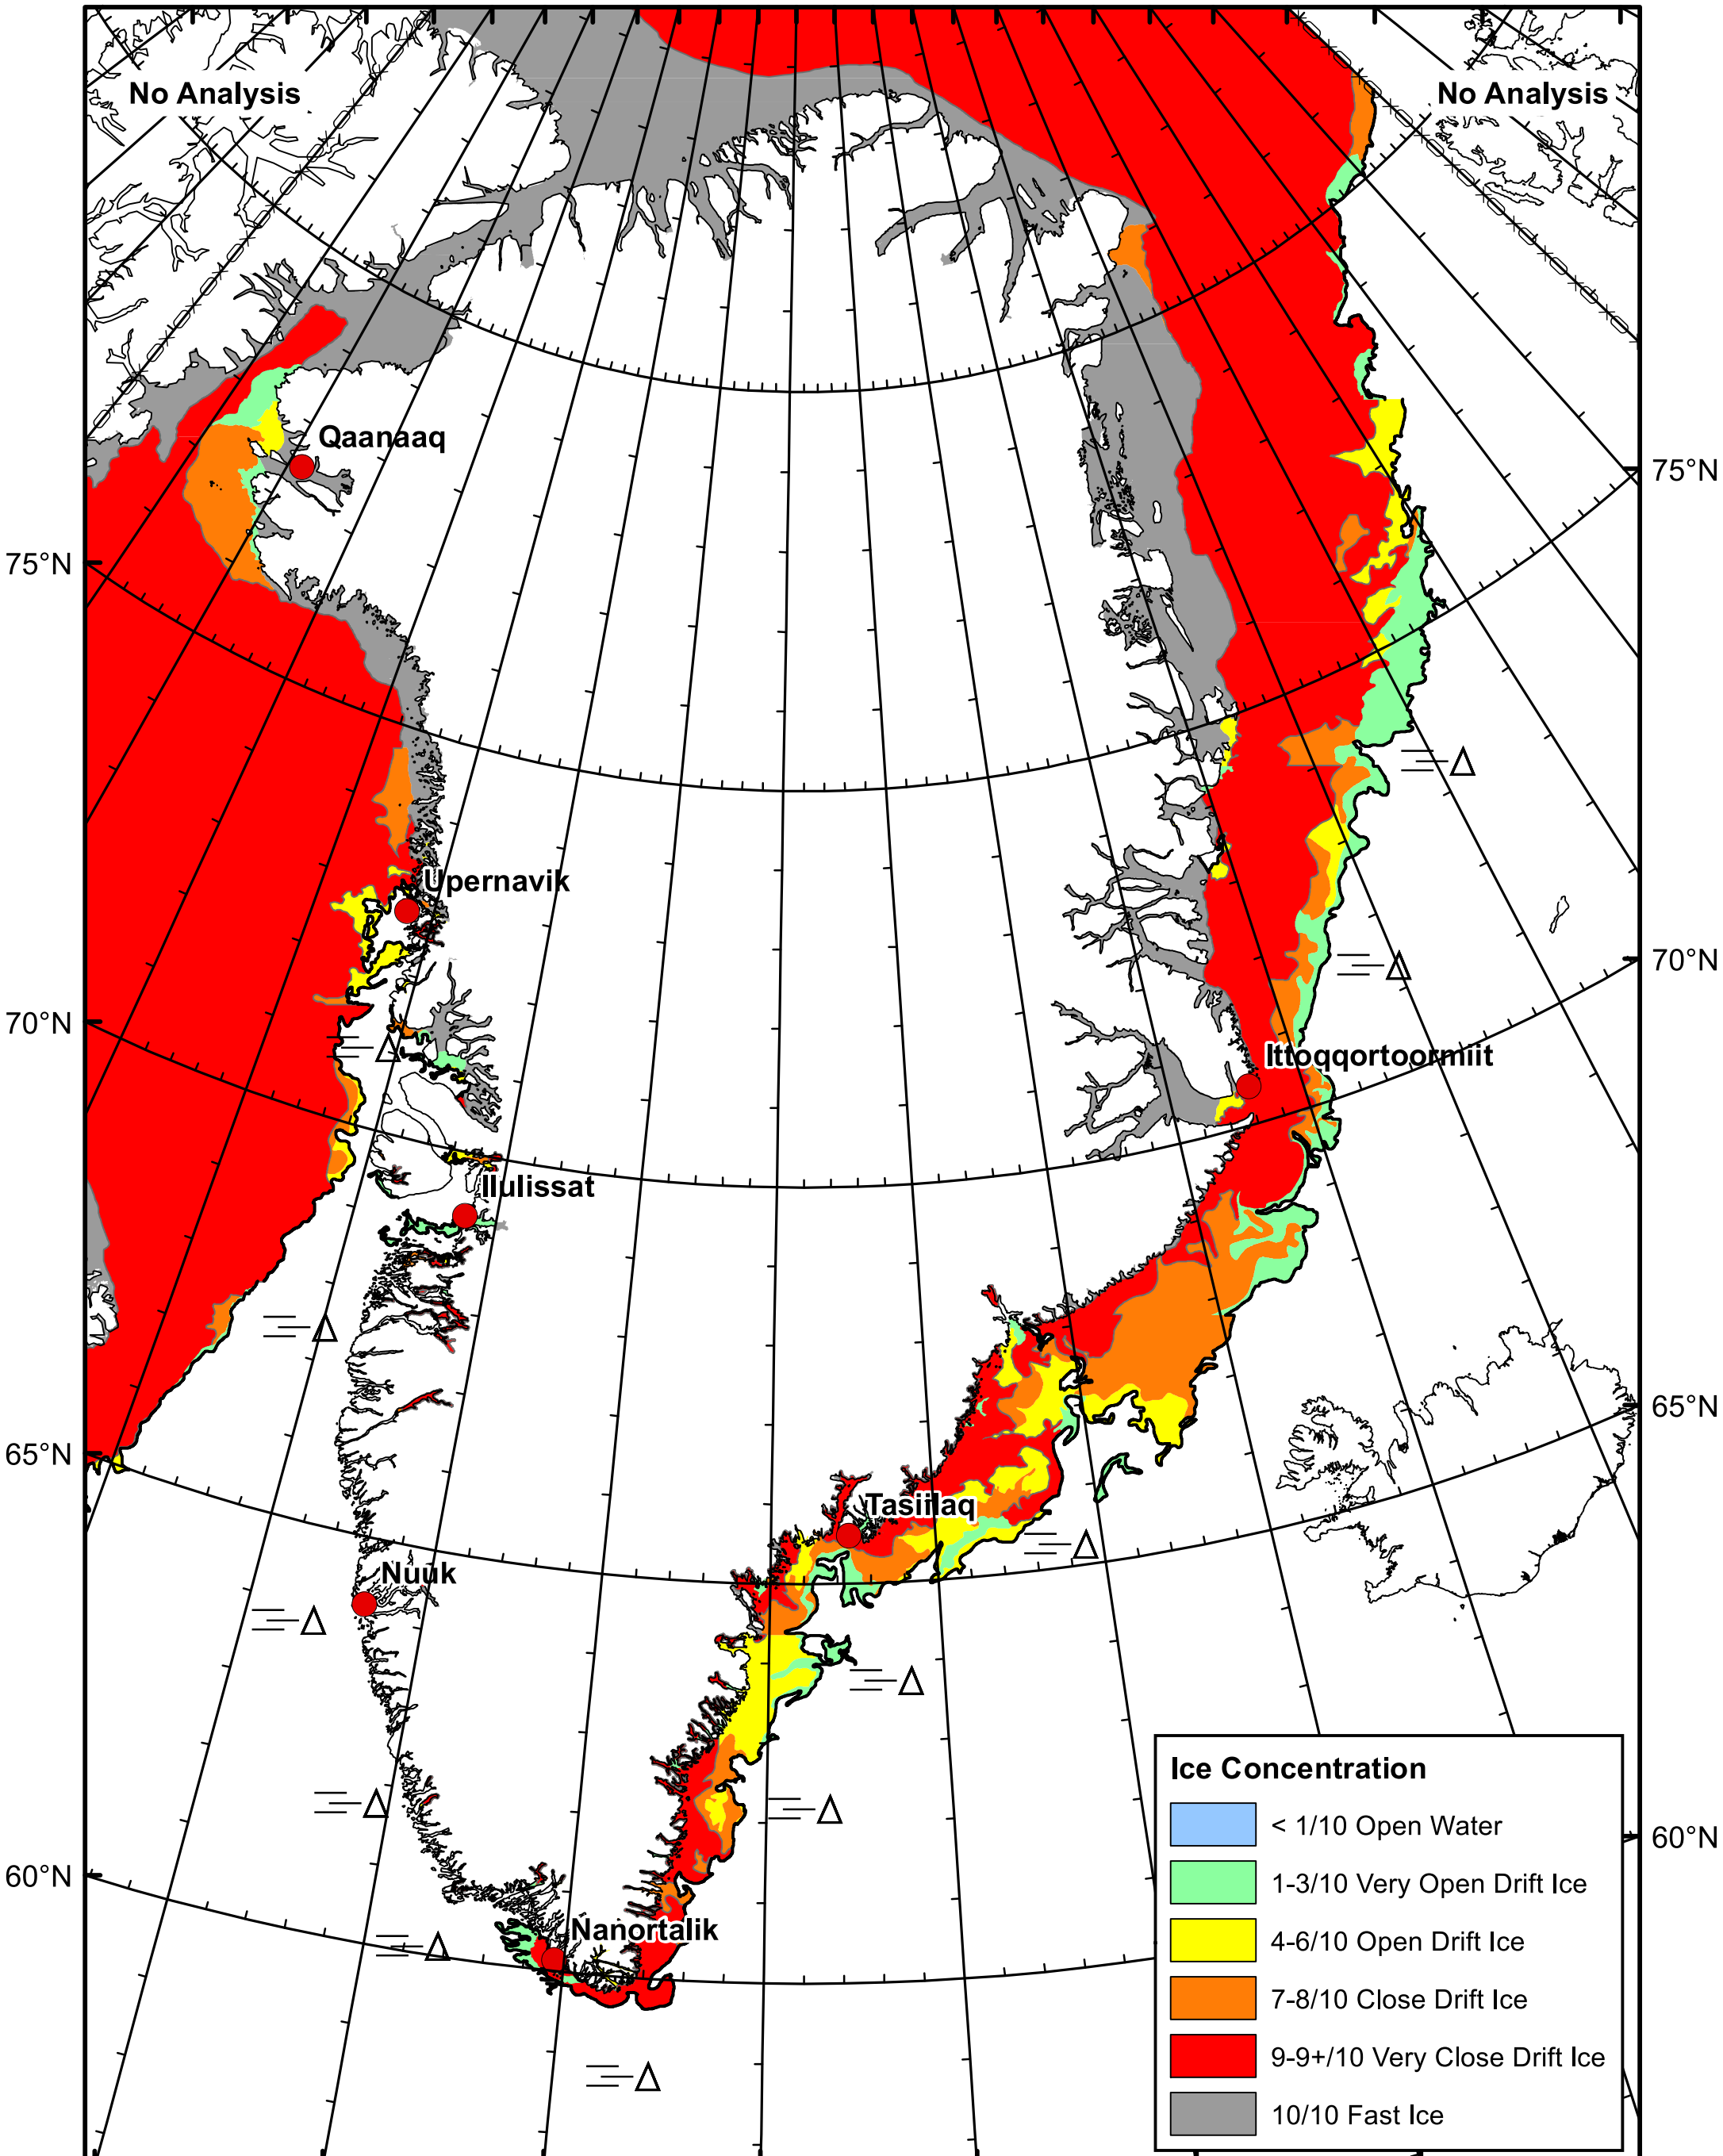 No Analysis
No Analysis
Qaanaaq
75°N
75°N
Upernavik
70°N
70°N
Ittoqqortoormiit
Ilulissat
65°N
65°N
Tasiilaq
Nuuk
60°N
60°N
Nanortalik
Ice Concentration
< 1/10 Open Water
1-3/10 Very Open Drift Ice
4-6/10 Open Drift Ice
7-8/10 Close Drift Ice
9-9+/10 Very Close Drift Ice
10/10 Fast Ice